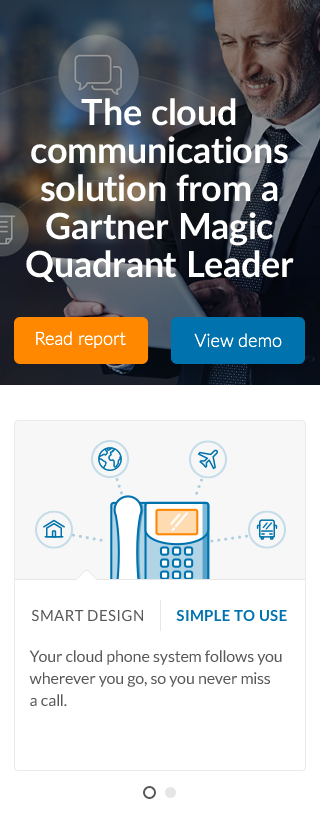 The cloud
communications
solution from a
Gartner Magic
Quadrant Leader
Read report
View demo
SMART DESIGN
SIMPLE TO USE
Your cloud phone system follows you
wherever you go, so you never miss
a call.